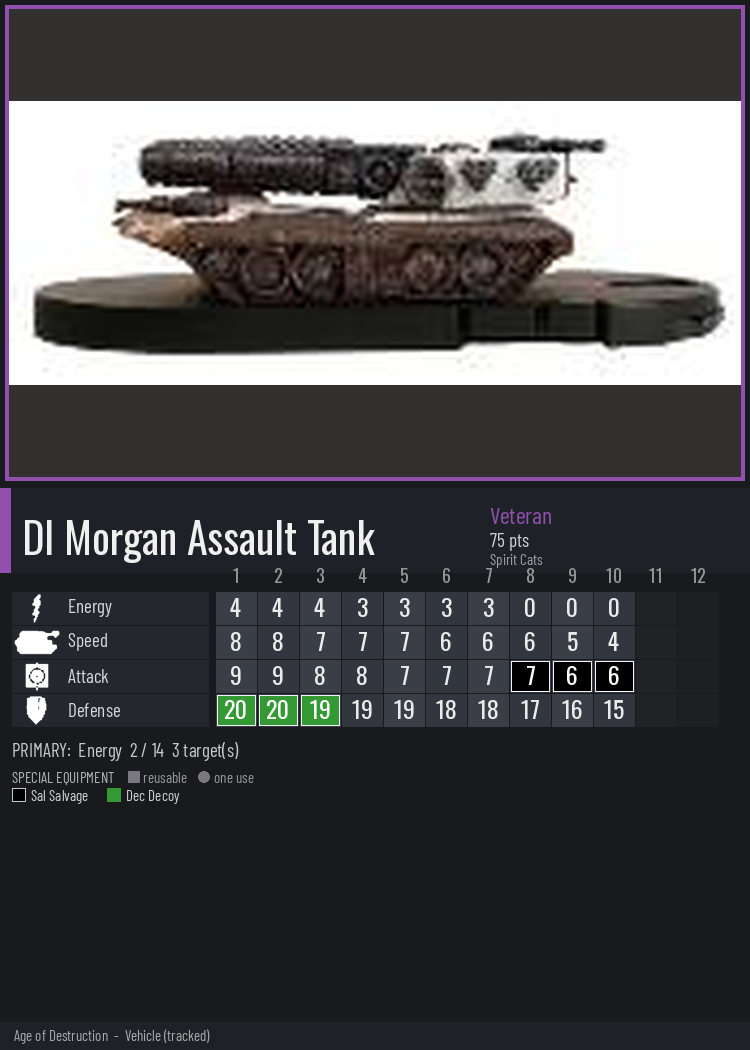 DI Morgan Assault Tank
Veteran
75 pts
Spirit Cats
1 2 3 4 5 6 7 8 9 10 11 12
Energy 4 4 4 3 3 3 3 0 0 0
Speed 8 8 7 7 7 6 6 6 5 4
Attack 9 9 8 8 7 7 7 7 6 6
Defense 20 20 19 19 19 18 18 17 16 15
PRIMARY: Energy 2 / 14 3 target(s)
SPECIAL EQUIPMENT reusable one use
Sal Salvage Dec Decoy
Age of Destruction - Vehicle (tracked)